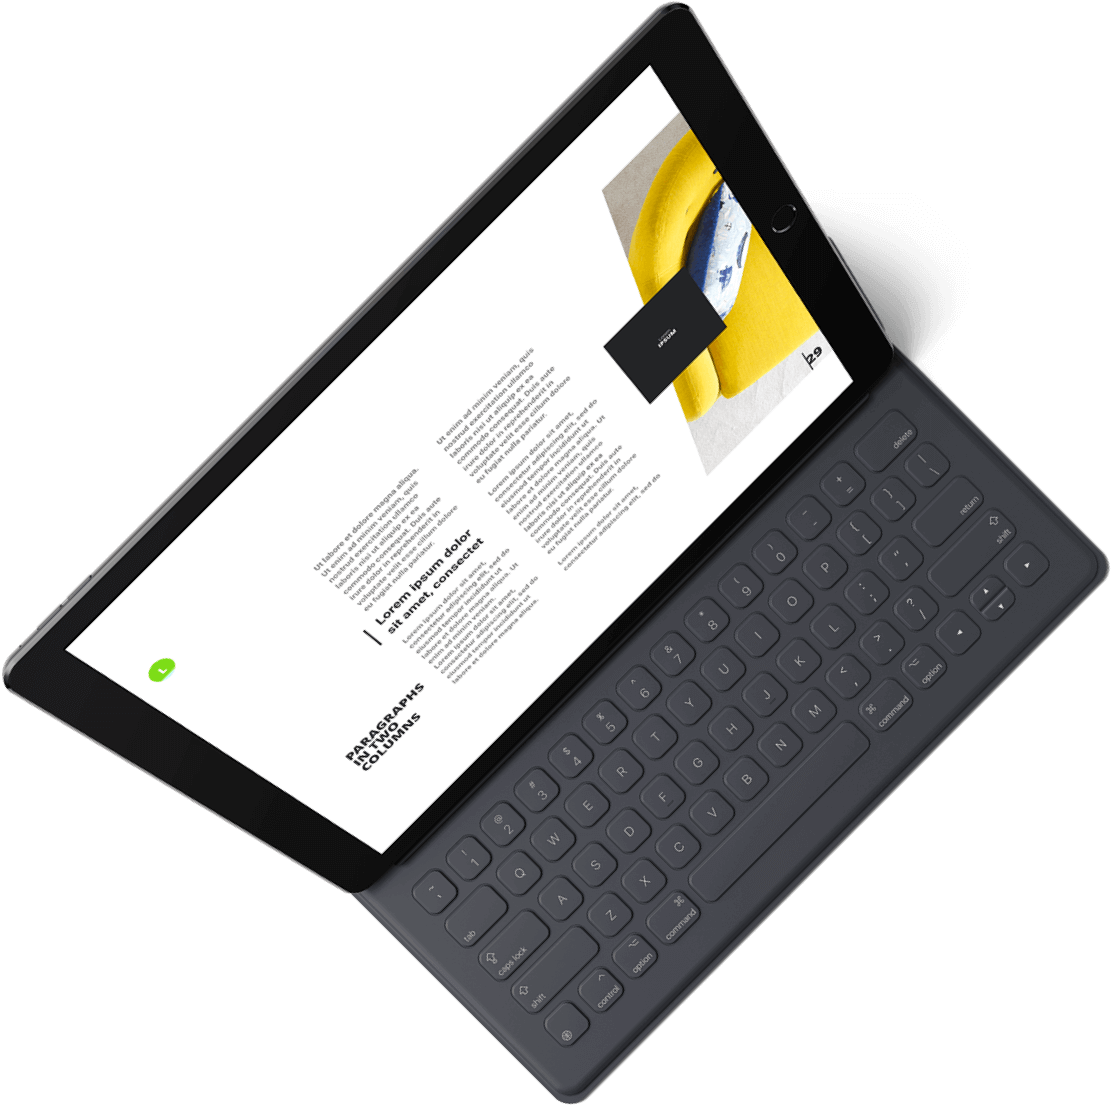 L
PARAGRAPHS
IN TWO
COLUMNS
Ut labore et dolore magna aliqua.
Ut enim ad minim veniam, quis
nostrud exercitation ullamco
laboris nisi ut aliquip ex ea
commodo consequat. Duis aute
irure dolor in reprehenderit in
voluptate velit esse cillum dolore
eu fugiat nulla pariatur.
Lorem ipsum dolor
sit amet, consectet
Lorem ipsum dolor sit amet,
consectetur adipiscing elit, sed do
eiusmod tempor incididunt ut
labore et dolore magna aliqua. Ut
enim ad minim veniam.
Lorem ipsum dolor sit amet,
consectetur adipiscing elit, sed do
eiusmod tempor incididunt ut
labore et dolore magna aliqua.
Ut enim ad minim veniam, quis
nostrud exercitation ullamco
laboris nisi ut aliquip ex ea
commodo consequat. Duis aute
irure dolor in reprehenderit in
voluptate velit esse cillum dolore
eu fugiat nulla pariatur.
Lorem ipsum dolor sit amet,
consectetur adipiscing elit, sed do
eiusmod tempor incididunt ut
labore et dolore magna aliqua. Ut
enim ad minim veniam, quis
nostrud exercitation ullamco
laboris nisi ut aliquip ex ea
commodo consequat. Duis aute
irure dolor in reprehenderit in
voluptate velit esse cillum dolore
eu fugiat nulla pariatur.
Lorem ipsum dolor sit amet,
consectetur adipiscing elit, sed do
IPSUM
29
~ ! @ # $ % ^ & * ( ) _ +
` 1 2 3 4 5 6 7 8 9 0 - = delete
tab Q W E R T Y U I O P { [ } ] | \
caps lock A S D F G H J K L : ; " ' return
shift Z X C V B N M < , > . ? / shift
control option command command option